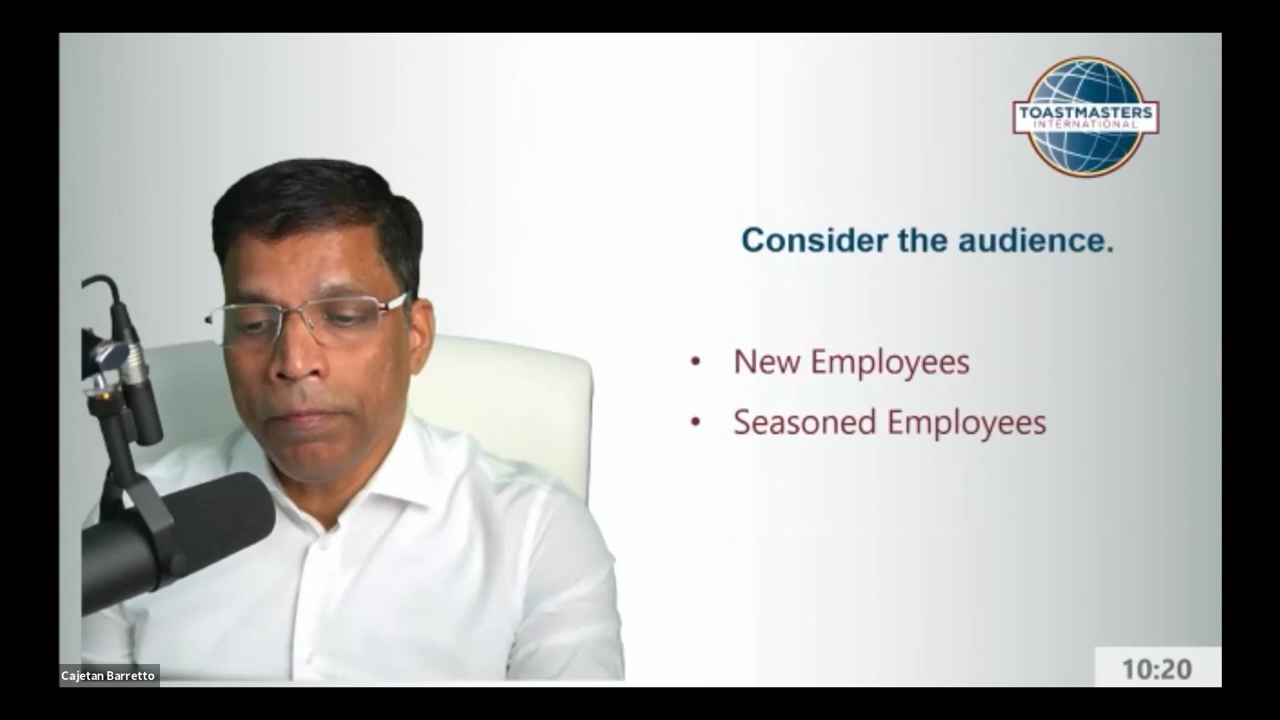 TOASTMASTERS
INTERNATIONAL
Consider the audience.
• New Employees
• Seasoned Employees
Cajetan Barretto
10:20